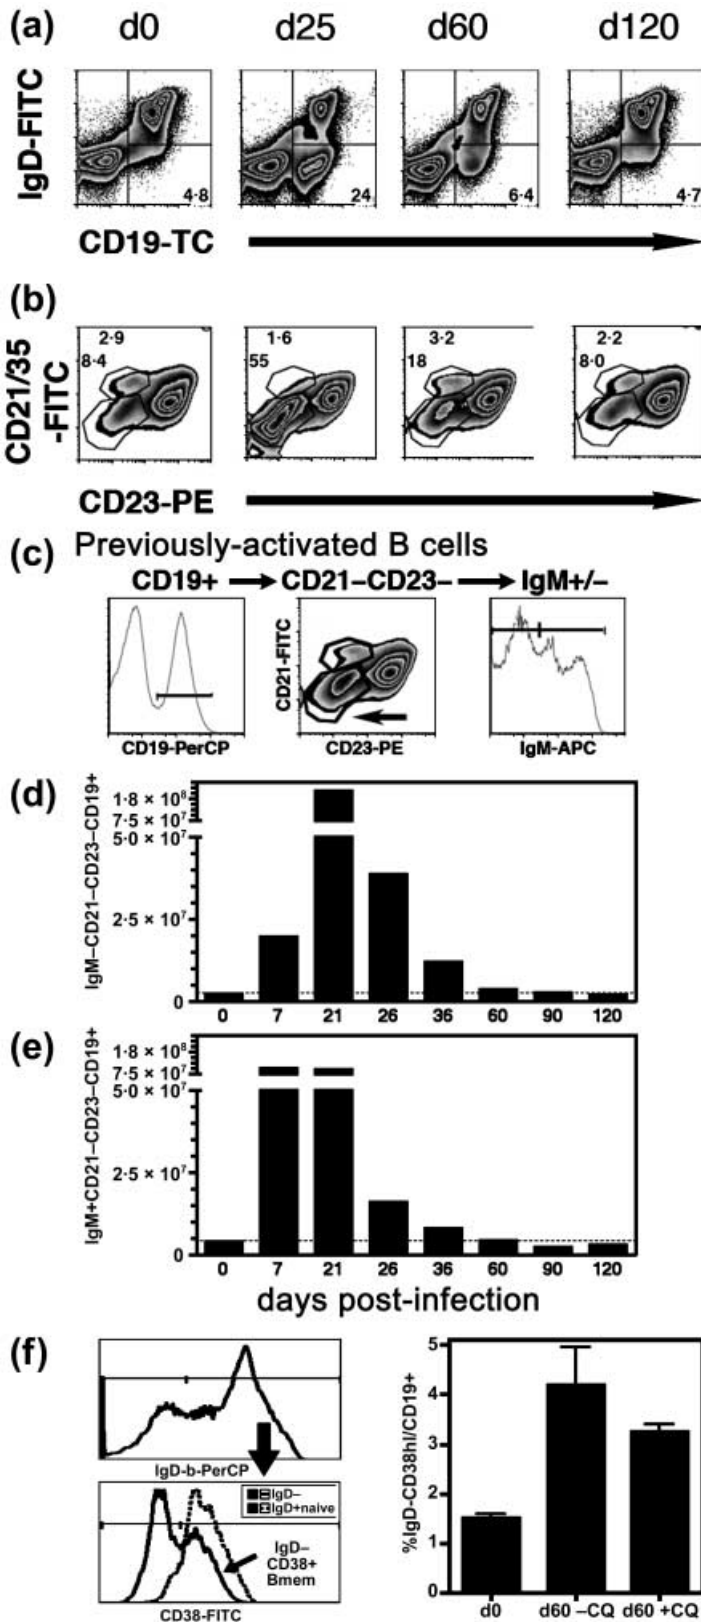 (a) d0 d25 d60 d120
IgD-FITC
4·8 24 6·4 4·7
CD19-TC
(b)
CD21/35
-FITC
2·9 1·6 3·2 2·2
8·4 55 18 8·0
CD23-PE
(c) Previously-activated B cells
CD19+ CD21–CD23– IgM+/–
CD21-FITC
CD19-PerCP CD23-PE IgM-APC
(d)
IgM–CD21–CD23–CD19+
1·8 × 10⁸
7·5 × 10⁷
5·0 × 10⁷
2·5 × 10⁷
0
0 7 21 26 36 60 90 120
(e)
IgM+CD21–CD23–CD19+
1·8 × 10⁸
7·5 × 10⁷
5·0 × 10⁷
2·5 × 10⁷
0
0 7 21 26 36 60 90 120
days post-infection
(f)
IgD-b-PerCP
IgD–
IgD+naive
IgD–
CD38+
Bmem
CD38-FITC
%IgD-CD38hI/CD19+
5
4
3
2
1
0
d0 d60 –CQ d60 +CQ